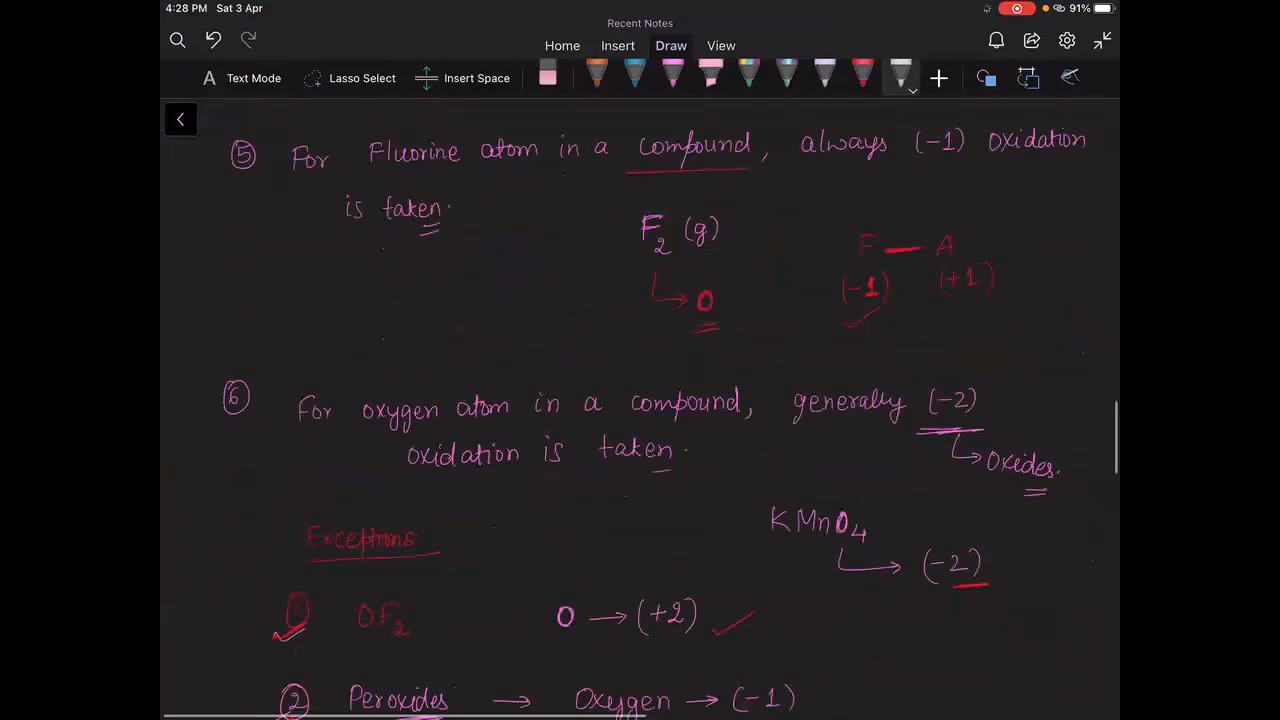 4:28 PM Sat 3 Apr
91%
Recent Notes
Home Insert Draw View
A Text Mode Lasso Select Insert Space
⑤ For Fluorine atom in a compound, always (-1) oxidation
is taken.
F2 (g)
F — A
0
(-1) (+1)
⑥ For oxygen atom in a compound, generally (-2)
oxidation is taken.
Oxides.
KMnO4
Exceptions
(-2)
① OF2 O → (+2)
② Peroxides → Oxygen → (-1)